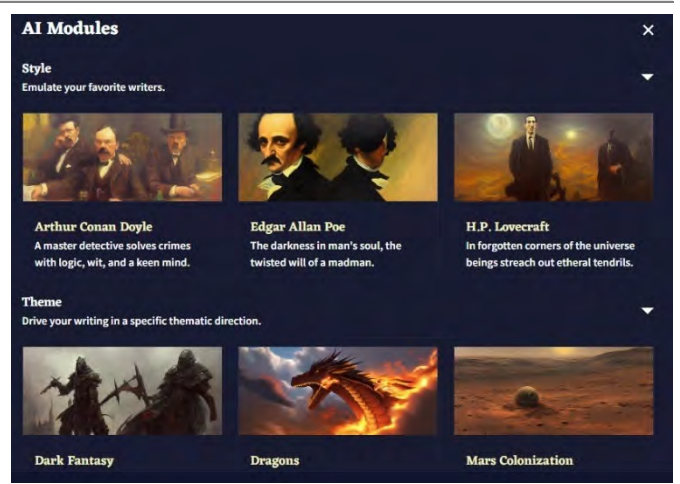 AI Modules
Style
Emulate your favorite writers.
Arthur Conan Doyle
A master detective solves crimes
with logic, wit, and a keen mind.
Edgar Allan Poe
The darkness in man's soul, the
twisted will of a madman.
H.P. Lovecraft
In forgotten corners of the universe
beings streach out etheral tendrils.
Theme
Drive your writing in a specific thematic direction.
Dark Fantasy
Dragons
Mars Colonization